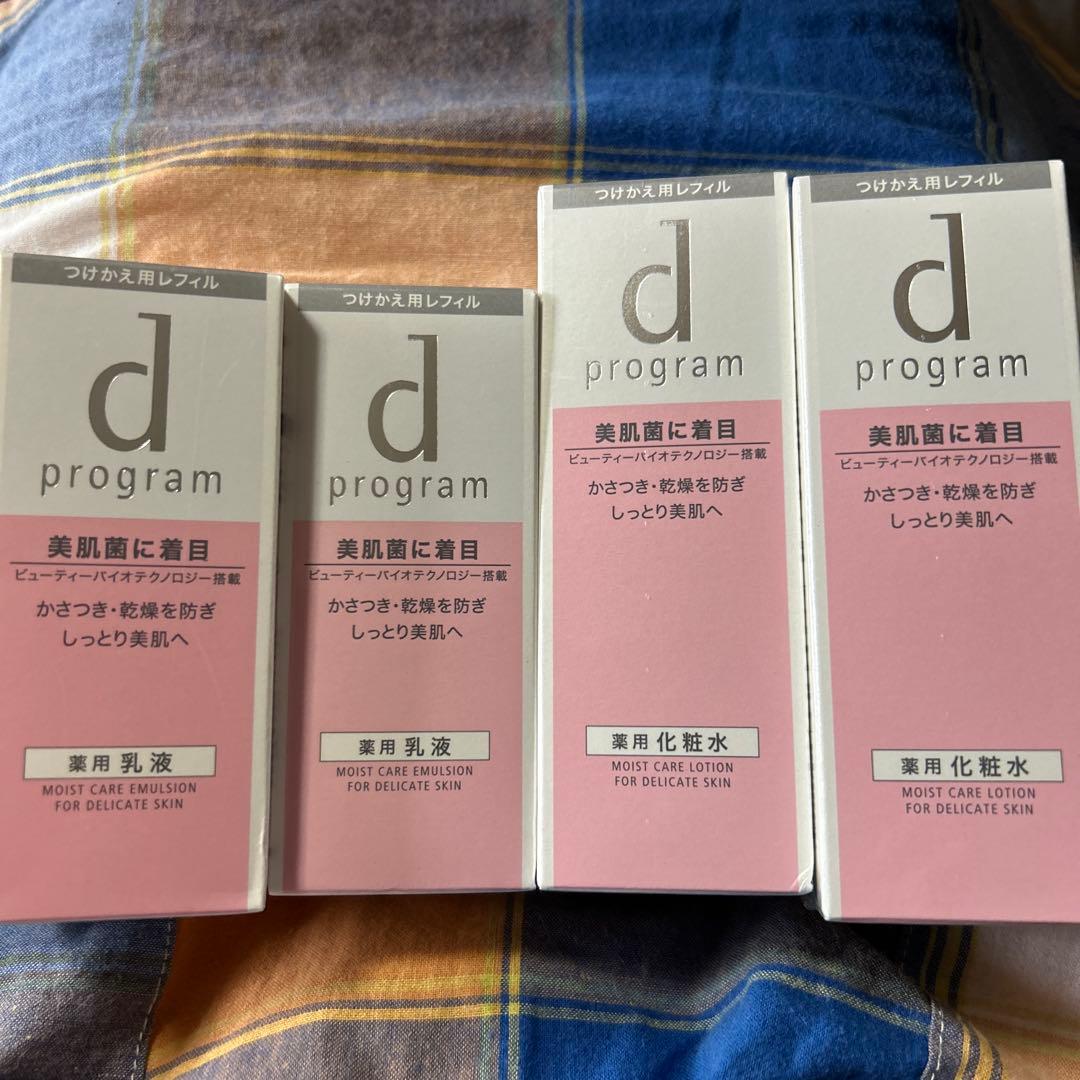 つけかえ用レフィル
d
program
美肌菌に着目
ビューティーバイオテクノロジー搭載
かさつき・乾燥を防ぎ
しっとり美肌へ
薬用 乳液
MOIST CARE EMULSION
FOR DELICATE SKIN
つけかえ用レフィル
d
program
美肌菌に着目
ビューティーバイオテクノロジー搭載
かさつき・乾燥を防ぎ
しっとり美肌へ
薬用 乳液
MOIST CARE EMULSION
FOR DELICATE SKIN
つけかえ用レフィル
d
program
美肌菌に着目
ビューティーバイオテクノロジー搭載
かさつき・乾燥を防ぎ
しっとり美肌へ
薬用 化粧水
MOIST CARE LOTION
FOR DELICATE SKIN
つけかえ用レフィル
d
program
美肌菌に着目
ビューティーバイオテクノロジー搭載
かさつき・乾燥を防ぎ
しっとり美肌へ
薬用 化粧水
MOIST CARE LOTION
FOR DELICATE SKIN